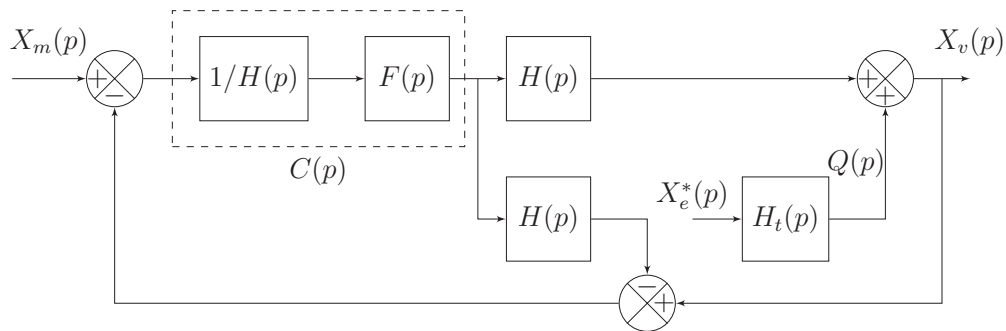 X_m(p)
+
−
1/H(p)
F(p)
C(p)
H(p)
+
+
X_v(p)
H(p)
X_e^*(p)
H_t(p)
Q(p)
−
+